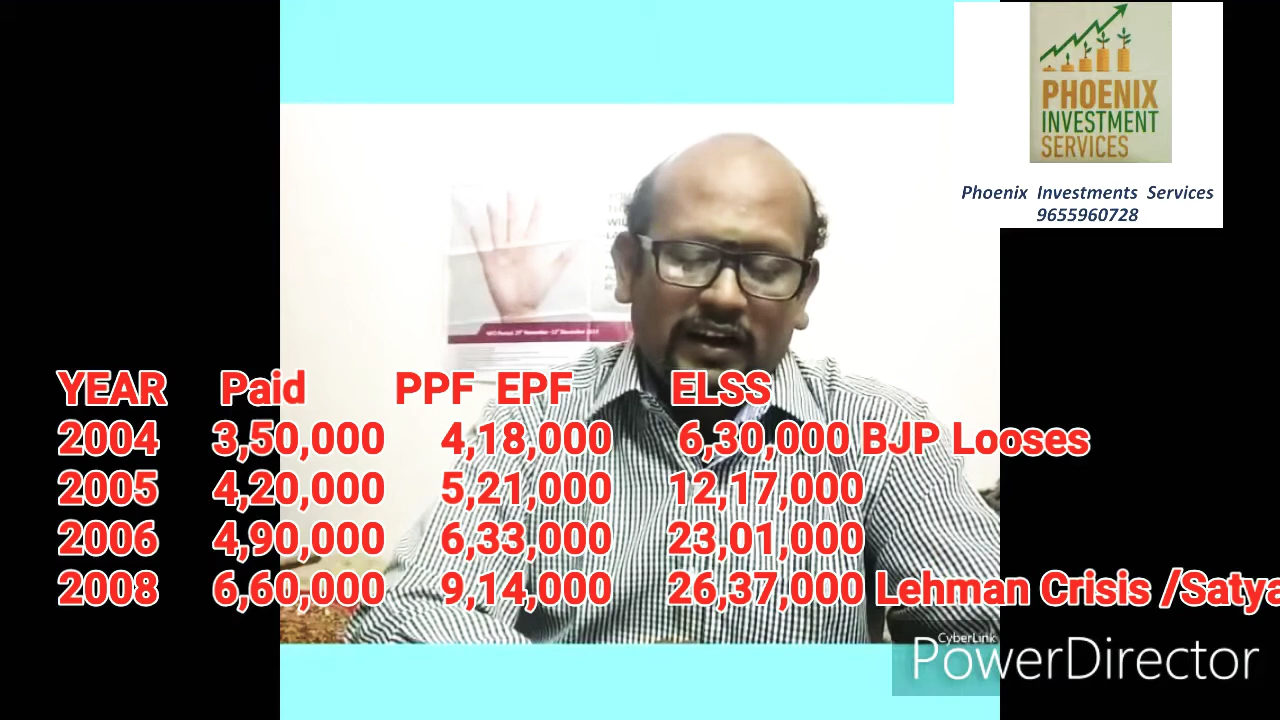 PHOENIX
INVESTMENT
SERVICES
Phoenix Investments Services
9655960728
YEAR Paid PPF EPF ELSS
2004 3,50,000 4,18,000 6,30,000 BJP Looses
2005 4,20,000 5,21,000 12,17,000
2006 4,90,000 6,33,000 23,01,000
2008 6,60,000 9,14,000 26,37,000 Lehman Crisis /Satya
CyberLink
PowerDirector